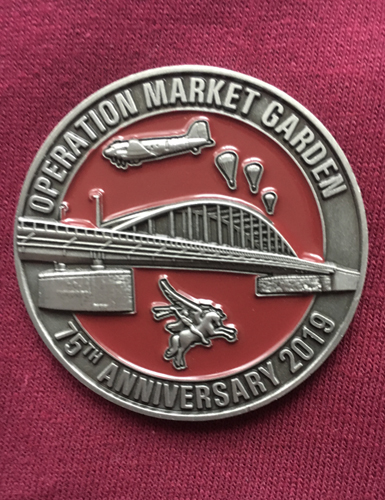 OPERATION MARKET GARDEN
75TH ANNIVERSARY 2019